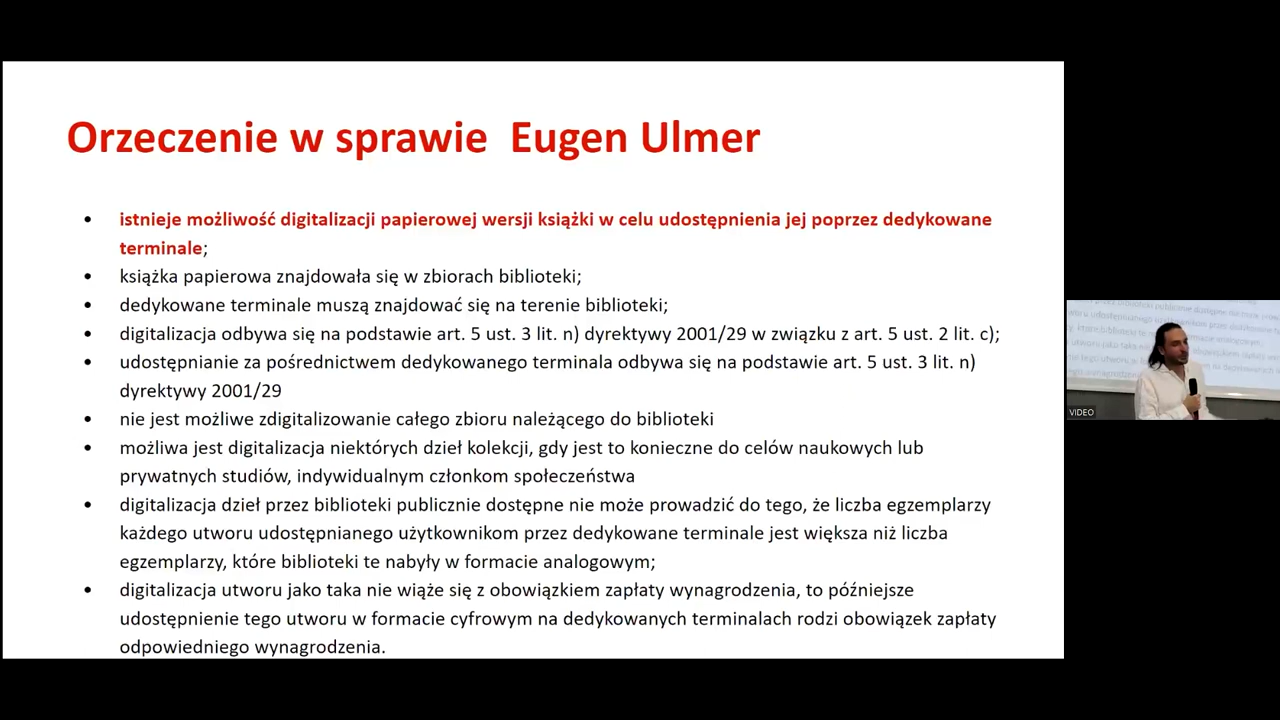 Orzeczenie w sprawie Eugen Ulmer
• istnieje możliwość digitalizacji papierowej wersji książki w celu udostępnienia jej poprzez dedykowane
terminale;
• książka papierowa znajdowała się w zbiorach biblioteki;
• dedykowane terminale muszą znajdować się na terenie biblioteki;
• digitalizacja odbywa się na podstawie art. 5 ust. 3 lit. n) dyrektywy 2001/29 w związku z art. 5 ust. 2 lit. c);
• udostępnianie za pośrednictwem dedykowanego terminala odbywa się na podstawie art. 5 ust. 3 lit. n)
dyrektywy 2001/29
• nie jest możliwe zdigitalizowanie całego zbioru należącego do biblioteki
• możliwa jest digitalizacja niektórych dzieł kolekcji, gdy jest to konieczne do celów naukowych lub
prywatnych studiów, indywidualnym członkom społeczeństwa
• digitalizacja dzieł przez biblioteki publicznie dostępne nie może prowadzić do tego, że liczba egzemplarzy
każdego utworu udostępnianego użytkownikom przez dedykowane terminale jest większa niż liczba
egzemplarzy, które biblioteki te nabyły w formacie analogowym;
• digitalizacja utworu jako taka nie wiąże się z obowiązkiem zapłaty wynagrodzenia, to późniejsze
udostępnienie tego utworu w formacie cyfrowym na dedykowanych terminalach rodzi obowiązek zapłaty
odpowiedniego wynagrodzenia.
VIDEO